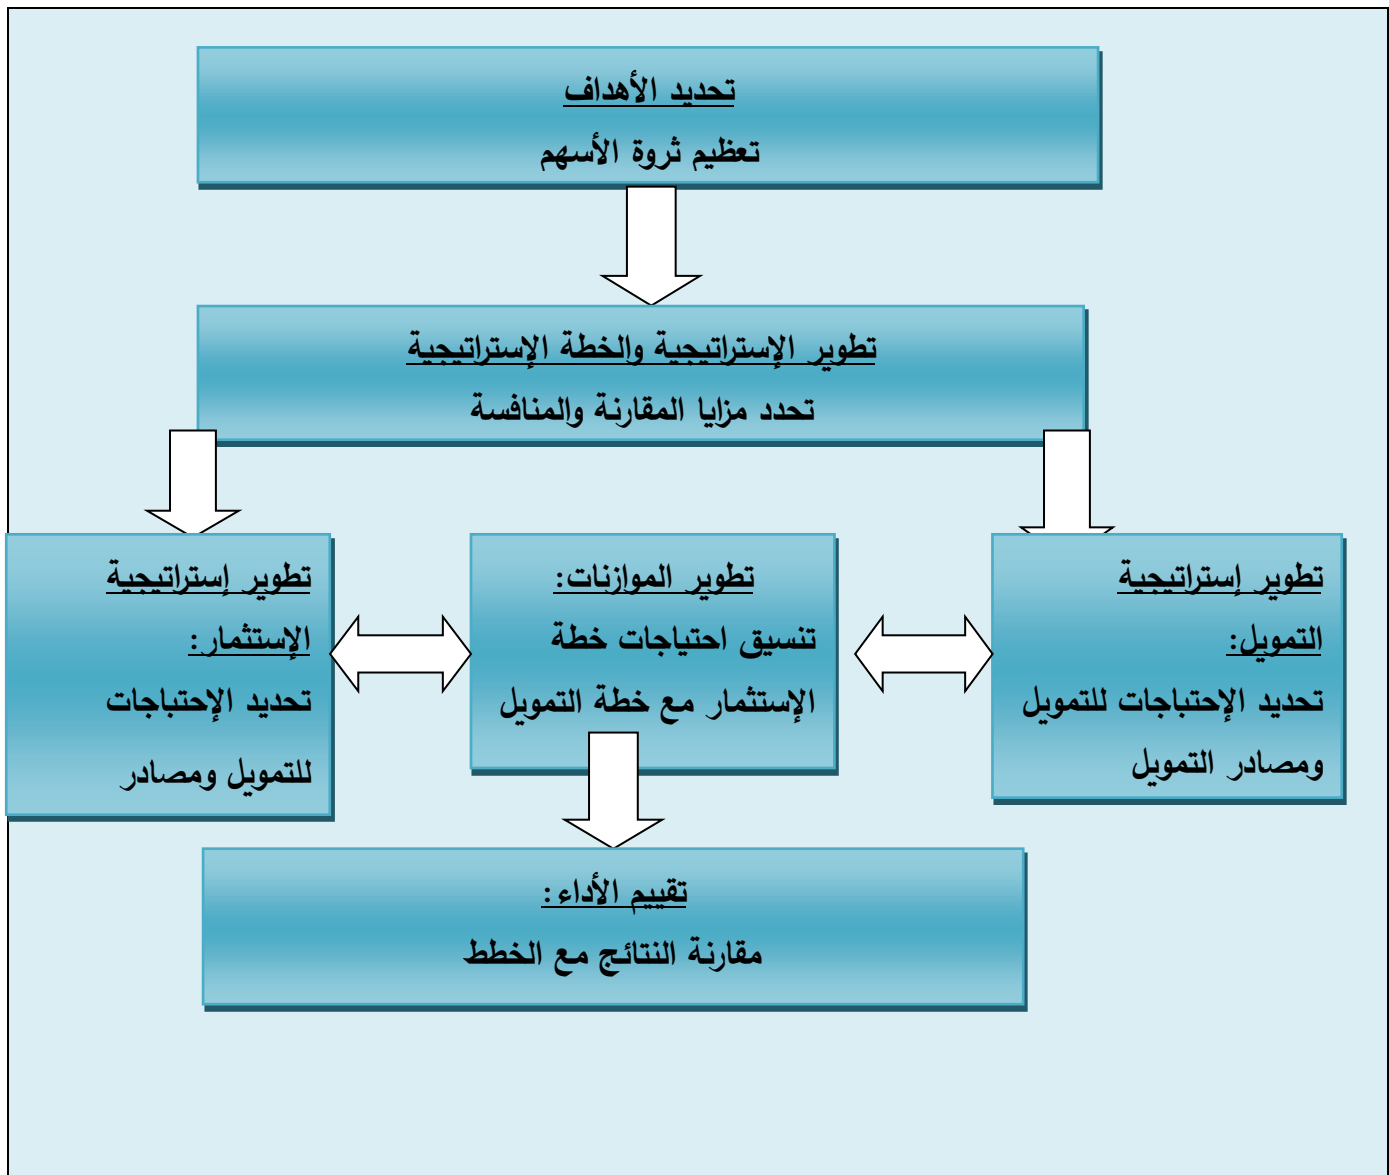 تحديد الأهداف
تعظيم ثروة الأسهم
تطوير الإستراتيجية والخطة الإستراتيجية
تحدد مزايا المقارنة والمنافسة
تطوير إستراتيجية
التمويل:
تحديد الإحتباجات للتمويل
ومصادر التمويل
تطوير الموازنات:
تنسيق احتياجات خطة
الإستثمار مع خطة التمويل
تطوير إستراتيجية
الإستثمار:
تحديد الإحتباجات
للتمويل ومصادر
تقييم الأداء:
مقارنة النتائج مع الخطط